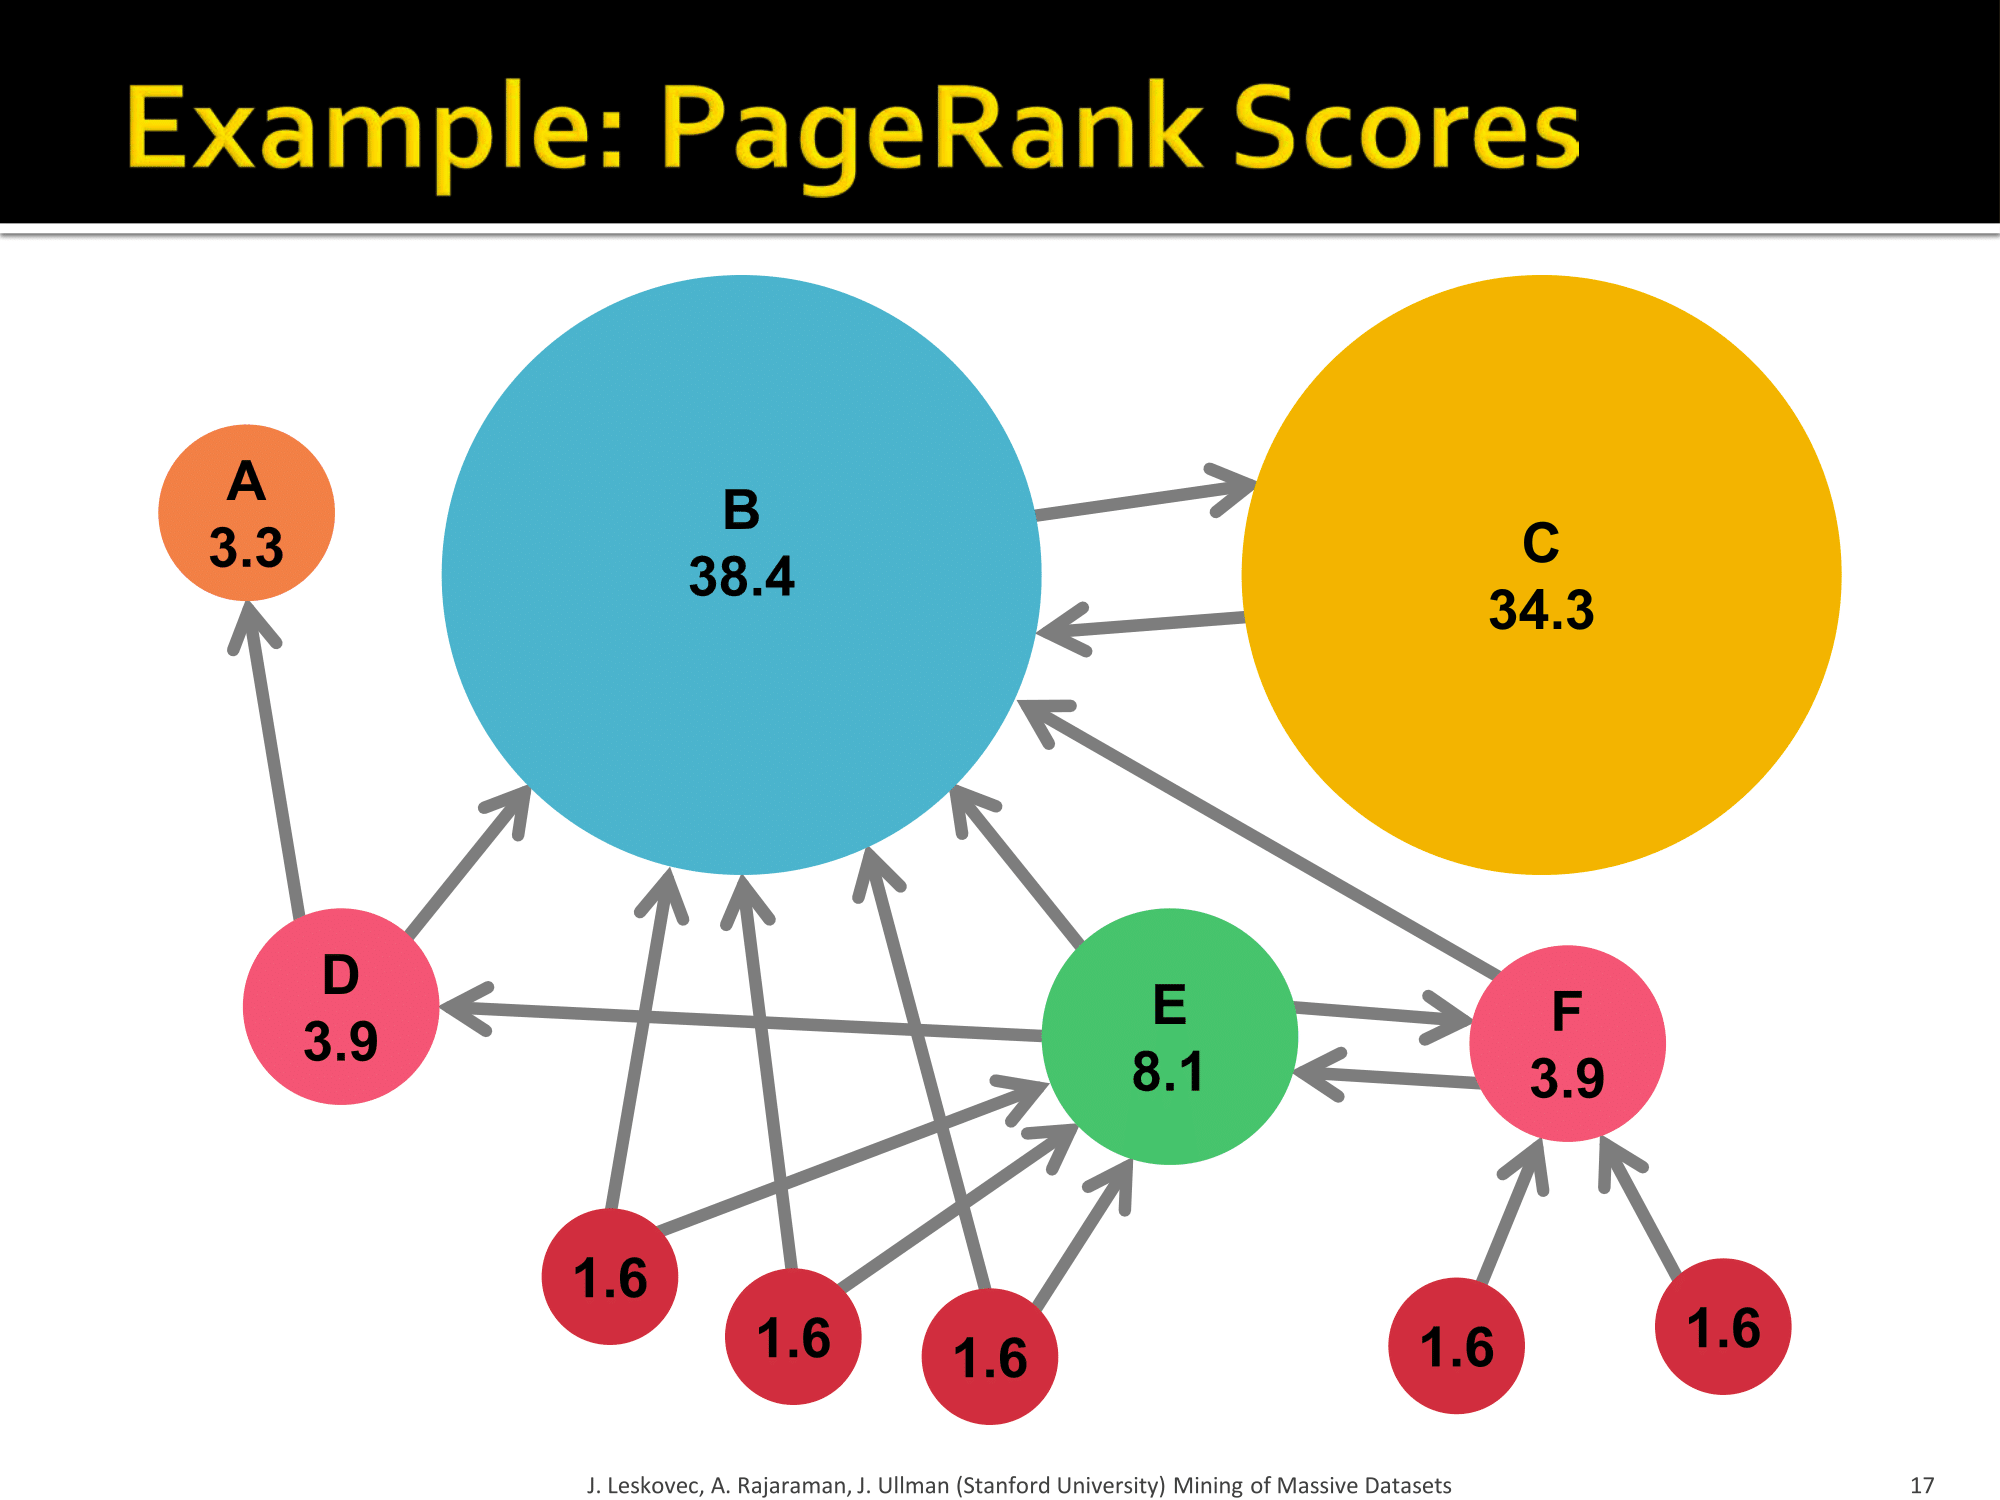 Example: PageRank Scores
A
3.3
B
38.4
C
34.3
D
3.9
E
8.1
F
3.9
1.6
1.6
1.6
1.6
1.6
J. Leskovec, A. Rajaraman, J. Ullman (Stanford University) Mining of Massive Datasets
17